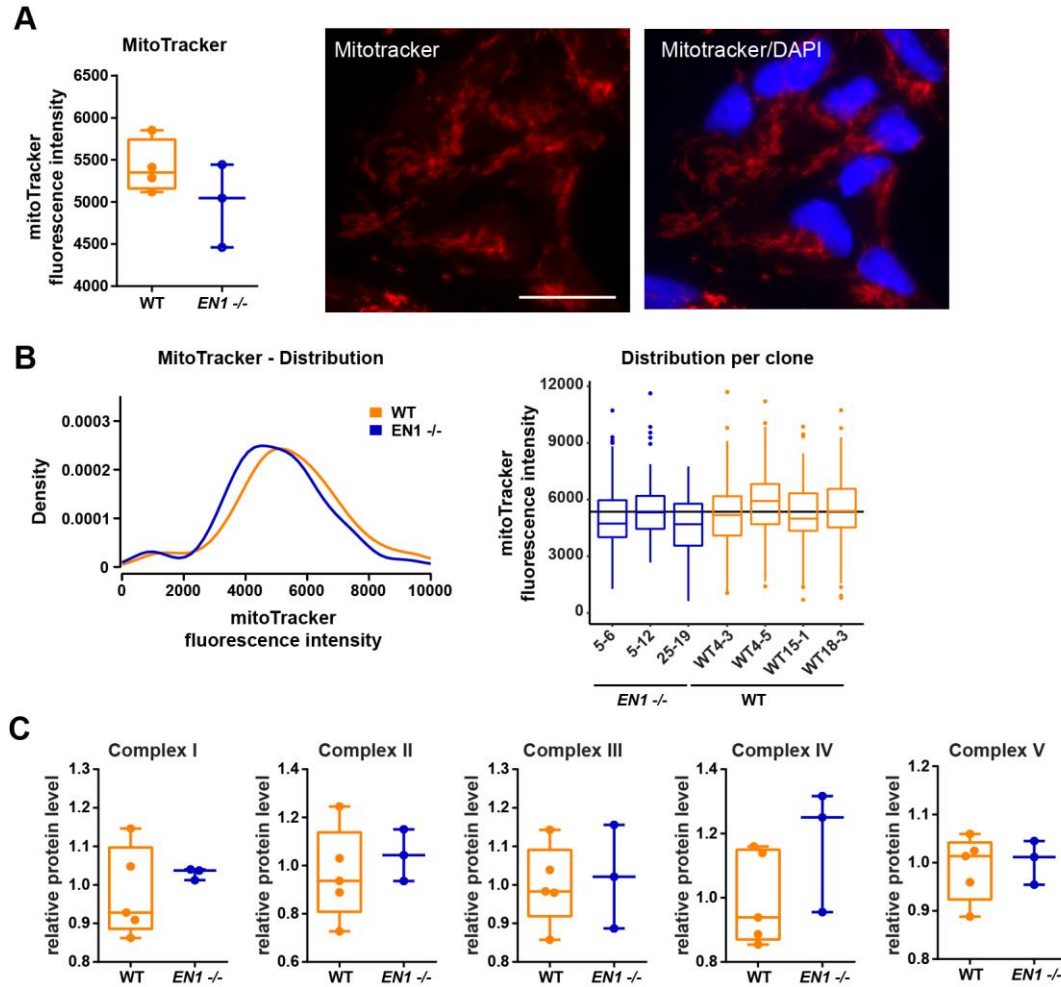 A
MitoTracker
mitoTracker
fluorescence intensity
6500
6000
5500
5000
4500
4000
WT
EN1 -/-
Mitotracker
Mitotracker/DAPI
B
MitoTracker - Distribution
Density
0.0003
0.0002
0.0001
0
WT
EN1 -/-
0 2000 4000 6000 8000 10000
mitoTracker
fluorescence intensity
Distribution per clone
mitoTracker
fluorescence intensity
12000
9000
6000
3000
0
5-6
5-12
25-19
WT4-3
WT4-5
WT15-1
WT18-3
EN1 -/-
WT
C
Complex I
relative protein level
1.3
1.2
1.1
1.0
0.9
0.8
WT
EN1 -/-
Complex II
relative protein level
1.4
1.2
1.0
0.8
0.6
WT
EN1 -/-
Complex III
relative protein level
1.3
1.2
1.1
1.0
0.9
0.8
WT
EN1 -/-
Complex IV
relative protein level
1.4
1.2
1.0
0.8
WT
EN1 -/-
Complex V
relative protein level
1.2
1.1
1.0
0.9
0.8
WT
EN1 -/-